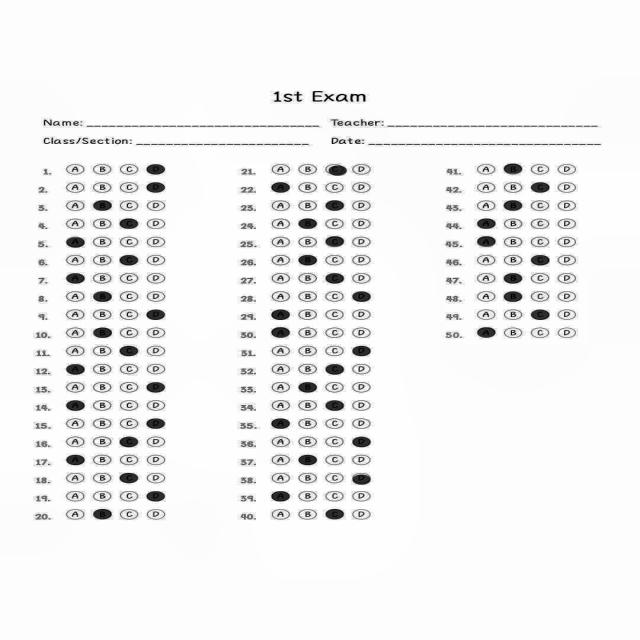 1st Exam
Name: ______________________________ Teacher: ___________________________
Class/Section: ______________________ Date: ______________________________
1. A B C D 21. A B C D 41. A B C D
2. A B C D 22. A B C D 42. A B C D
3. A B C D 23. A B C D 43. A B C D
4. A B C D 24. A B C D 44. A B C D
5. A B C D 25. A B C D 45. A B C D
6. A B C D 26. A B C D 46. A B C D
7. A B C D 27. A B C D 47. A B C D
8. A B C D 28. A B C D 48. A B C D
9. A B C D 29. A B C D 49. A B C D
10. A B C D 30. A B C D 50. A B C D
11. A B C D 31. A B C D
12. A B C D 32. A B C D
13. A B C D 33. A B C D
14. A B C D 34. A B C D
15. A B C D 35. A B C D
16. A B C D 36. A B C D
17. A B C D 37. A B C D
18. A B C D 38. A B C D
19. A B C D 39. A B C D
20. A B C D 40. A B C D